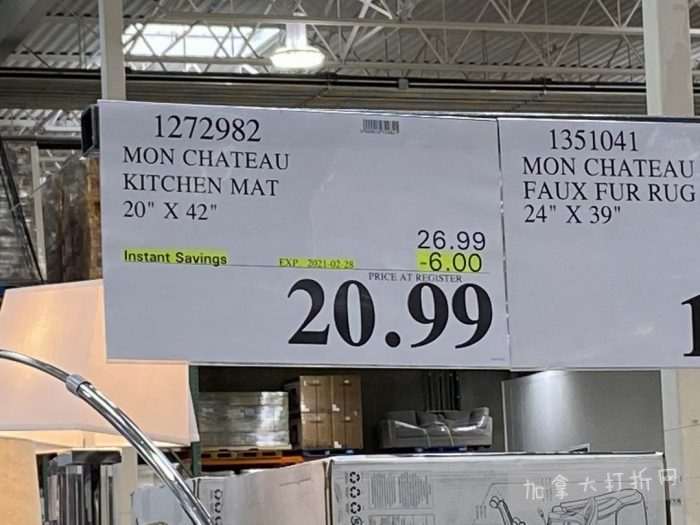 1272982
MON CHATEAU
KITCHEN MAT
20" X 42"
26.99
Instant Savings
EXP. 2021-02-28
-6.00
PRICE AT REGISTER
20.99
1351041
MON CHATEAU
FAUX FUR RUG
24" X 39"
1
加拿大打折网